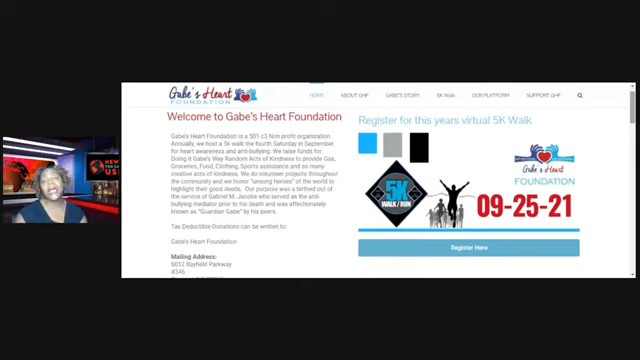 Gabe's Heart
FOUNDATION
HOME
ABOUT GHF
GABE'S STORY
5K Walk
OUR PLATFORM
SUPPORT GHF
Welcome to Gabe's Heart Foundation
Gabe's Heart Foundation is a 501 c3 Non profit organization.
Annually, we host a 5k walk the fourth Saturday in September
for heart awareness and anti-bullying. We raise funds for
Doing it Gabe's Way Random Acts of Kindness to provide Gas,
Groceries, Food, Clothing, Sports assistance and so many
creative acts of kindness. We do volunteer projects throughout
the community and we honor "unsung heroes" of the world to
highlight their good deeds. Our purpose was a birthed out of
the service of Gabriel M. Jacobs who served as the anti-
bullying mediator prior to his death and was affectionately
known as "Guardian Gabe" by his peers.
Tax Deductible Donations can be written to:
Gabe's Heart Foundation
Mailing Address:
6012 Bayfield Parkway
#346
Register for this years virtual 5K Walk
5K
WALK/RUN
Gabe's Heart
FOUNDATION
09-25-21
Register Here